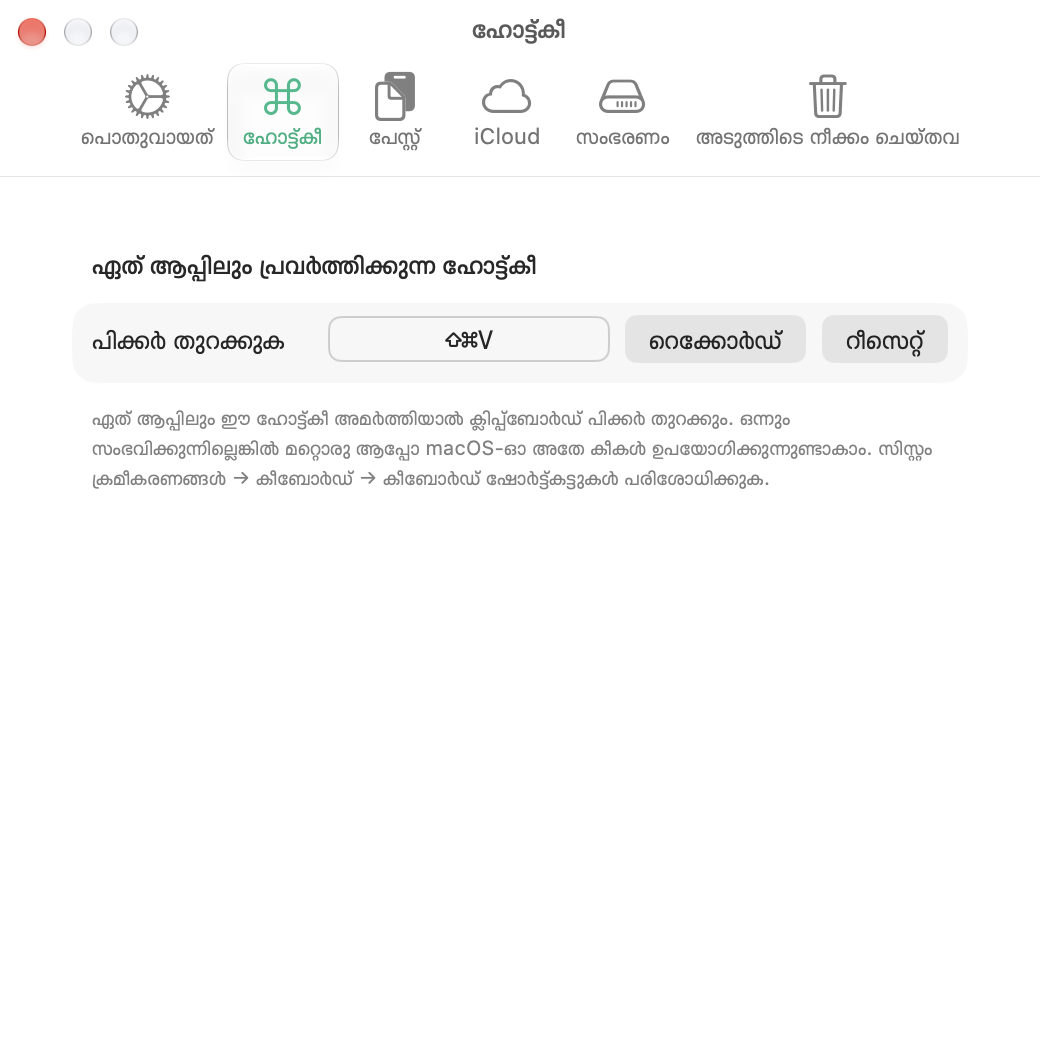 ഹോട്ട്കീ
പൊതുവായത്
ഹോട്ട്കീ
പേസ്റ്റ്
iCloud
സംഭരണം
അടുത്തിടെ നീക്കം ചെയ്തവ
ഏത് ആപ്പിലും പ്രവർത്തിക്കുന്ന ഹോട്ട്കീ
പിക്കർ തുറക്കുക
⇧⌘V
റെക്കോർഡ്
റീസെറ്റ്
ഏത് ആപ്പിലും ഈ ഹോട്ട്കീ അമർത്തിയാൽ ക്ലിപ്പ്ബോർഡ് പിക്കർ തുറക്കും. ഒന്നും
സംഭവിക്കുന്നില്ലെങ്കിൽ മറ്റൊരു ആപ്പോ macOS-ഓ അതേ കീകൾ ഉപയോഗിക്കുന്നുണ്ടാകാം. സിസ്റ്റം
ക്രമീകരണങ്ങൾ → കീബോർഡ് → കീബോർഡ് ഷോർട്ട്കട്ടുകൾ പരിശോധിക്കുക.